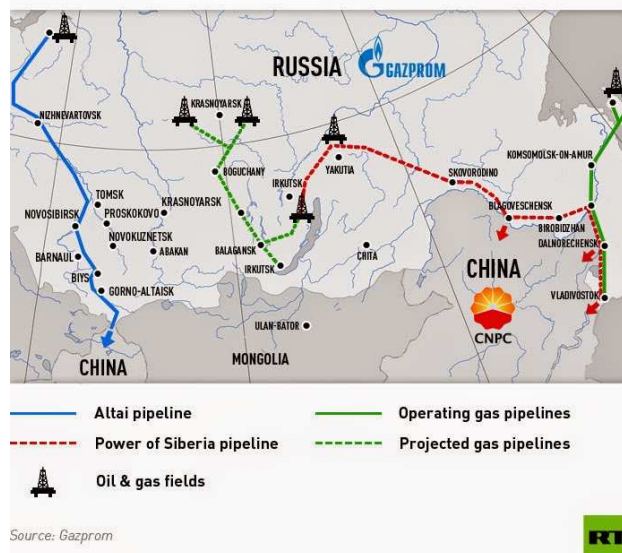 RUSSIA
GAZPROM
NIZHNEVARTOVSK
KRASNOYARSK
BOGUCHANY
YAKUTIA
SKOVORODINO
KOMSOMOLSK-ON-AMUR
TOMSK
PROSKOKOVO
KRASNOYARSK
IRKUTSK
NOVOSIBIRSK
NOVOKUZNETSK
ABAKAN
BALAGANSK
BLAGOVESCHENSK
BIROBIDZHAN
DALNORECHENSK
BARNAUL
BIYS
GORNO-ALTAISK
IRKUTSK
CRITA
CHINA
VLADIVOSTOK
CNPC
ULAN-BATOR
MONGOLIA
CHINA
Altai pipeline
Operating gas pipelines
Power of Siberia pipeline
Projected gas pipelines
Oil & gas fields
Source: Gazprom
RT